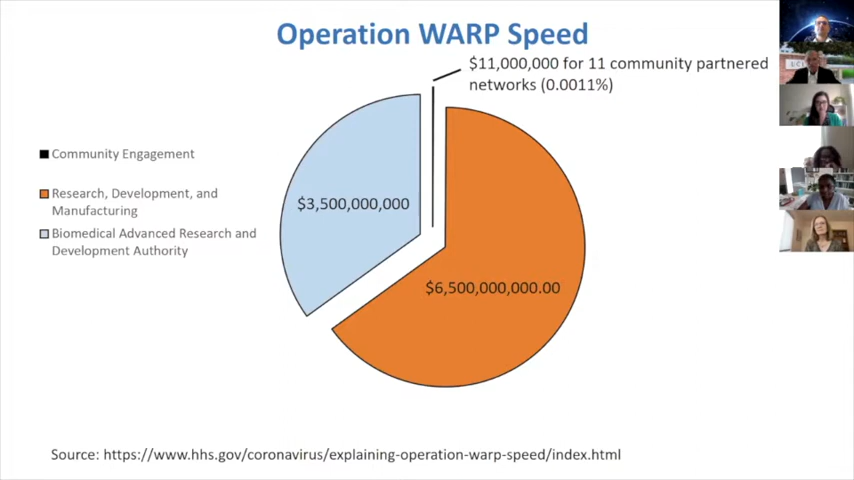 Operation WARP Speed
$11,000,000 for 11 community partnered
networks (0.0011%)
Community Engagement
Research, Development, and
Manufacturing
Biomedical Advanced Research and
Development Authority
$3,500,000,000
$6,500,000,000.00
Source: https://www.hhs.gov/coronavirus/explaining-operation-warp-speed/index.html